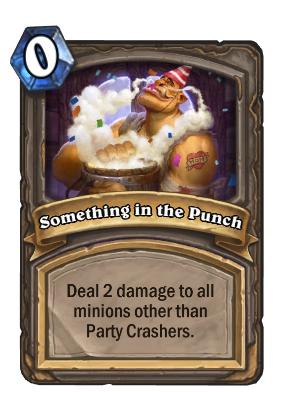 0
Something in the Punch
Deal 2 damage to all
minions other than
Party Crashers.